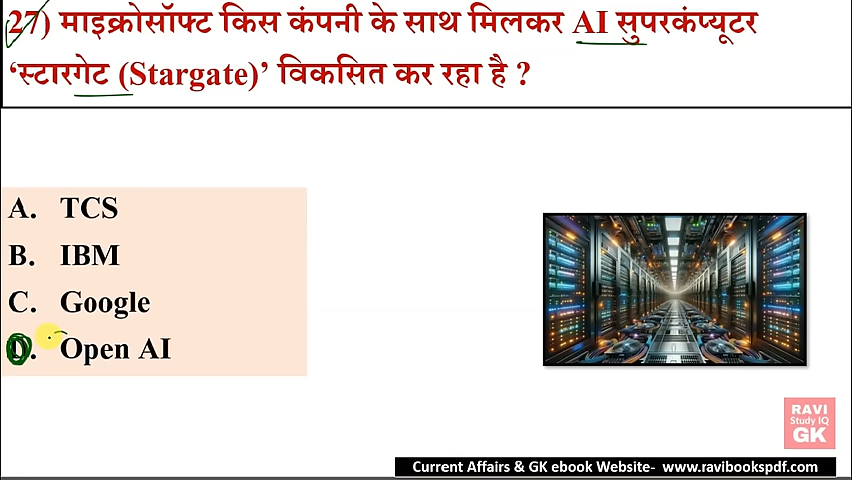 27) माइक्रोसॉफ्ट किस कंपनी के साथ मिलकर AI सुपरकंप्यूटर
‘स्टारगेट (Stargate)’ विकसित कर रहा है ?
A. TCS
B. IBM
C. Google
D. Open AI
RAVI
Study IQ
GK
Current Affairs & GK ebook Website- www.ravibookspdf.com